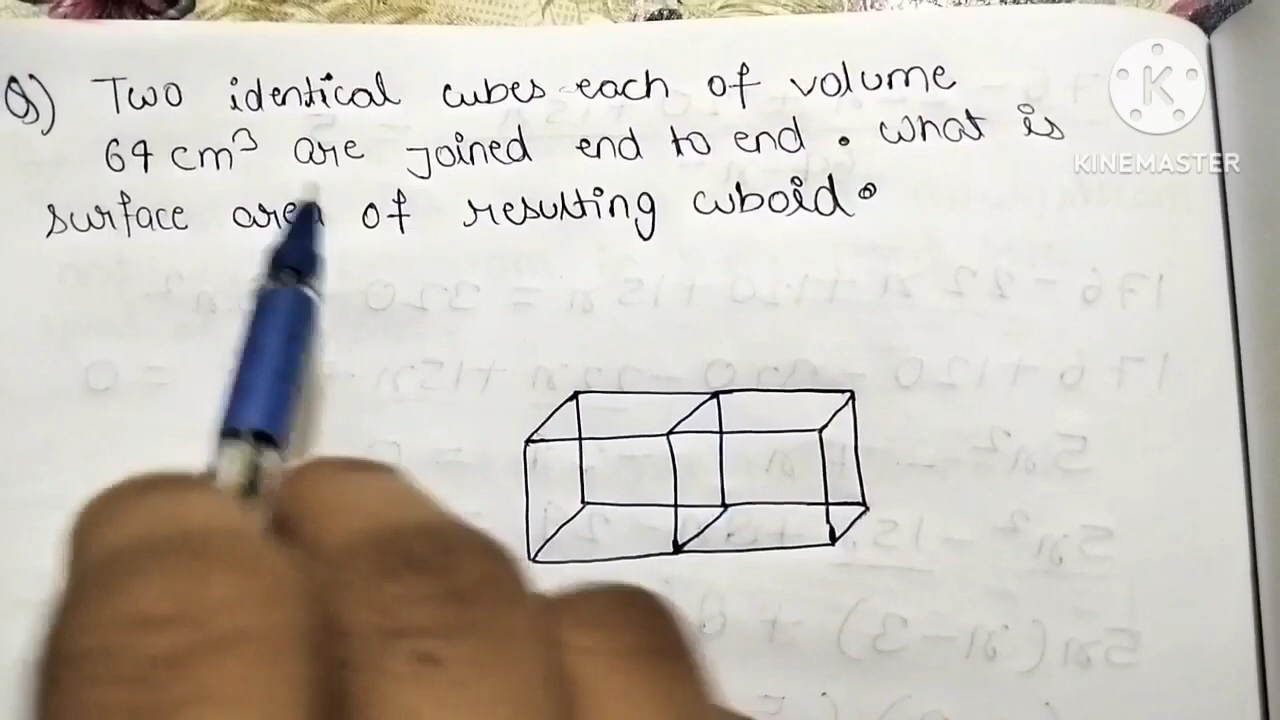 Q) Two identical cubes each of volume
64 cm³ are joined end to end. What is
surface area of resulting cuboid.
K
KINEMASTER